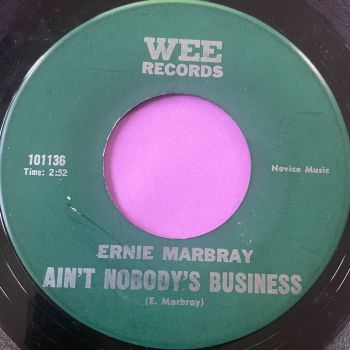 WEE
RECORDS
101136
Time: 2:52
Novice Music
ERNIE MARBRAY
AIN'T NOBODY'S BUSINESS
(E. Marbray)